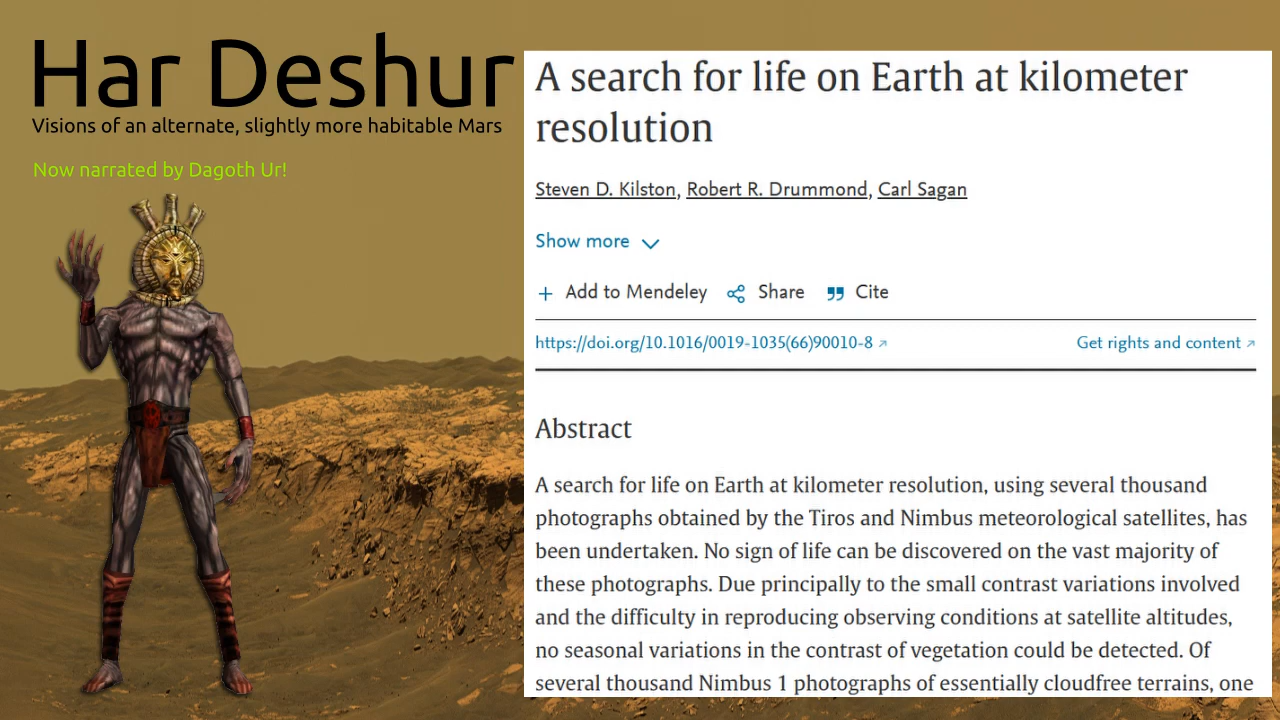 Har Deshur
Visions of an alternate, slightly more habitable Mars
Now narrated by Dagoth Ur!
A search for life on Earth at kilometer
resolution
Steven D. Kilston, Robert R. Drummond, Carl Sagan
Show more
Add to Mendeley Share Cite
https://doi.org/10.1016/0019-1035(66)90010-8 Get rights and content
Abstract
A search for life on Earth at kilometer resolution, using several thousand
photographs obtained by the Tiros and Nimbus meteorological satellites, has
been undertaken. No sign of life can be discovered on the vast majority of
these photographs. Due principally to the small contrast variations involved
and the difficulty in reproducing observing conditions at satellite altitudes,
no seasonal variations in the contrast of vegetation could be detected. Of
several thousand Nimbus 1 photographs of essentially cloudfree terrains, one